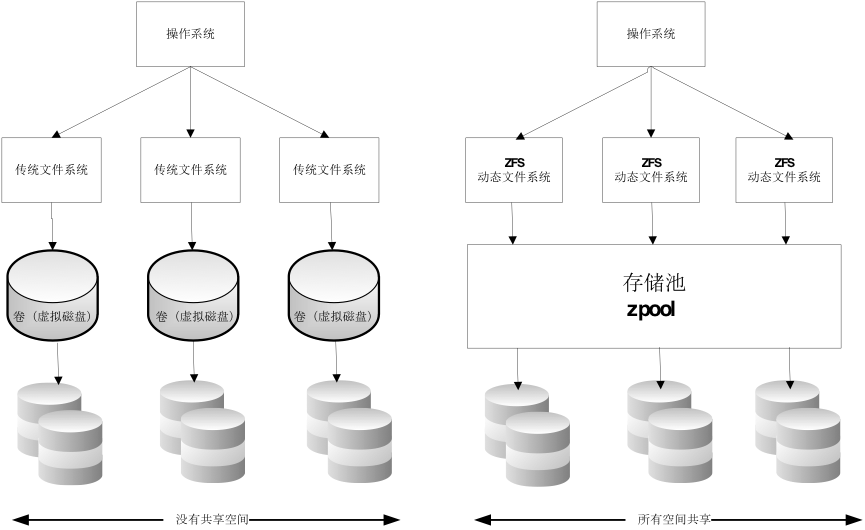 操作系统
传统文件系统
传统文件系统
传统文件系统
卷（虚拟磁盘）
卷（虚拟磁盘）
卷（虚拟磁盘）
没有共享空间
操作系统
ZFS
动态文件系统
ZFS
动态文件系统
ZFS
动态文件系统
存储池
zpool
所有空间共享